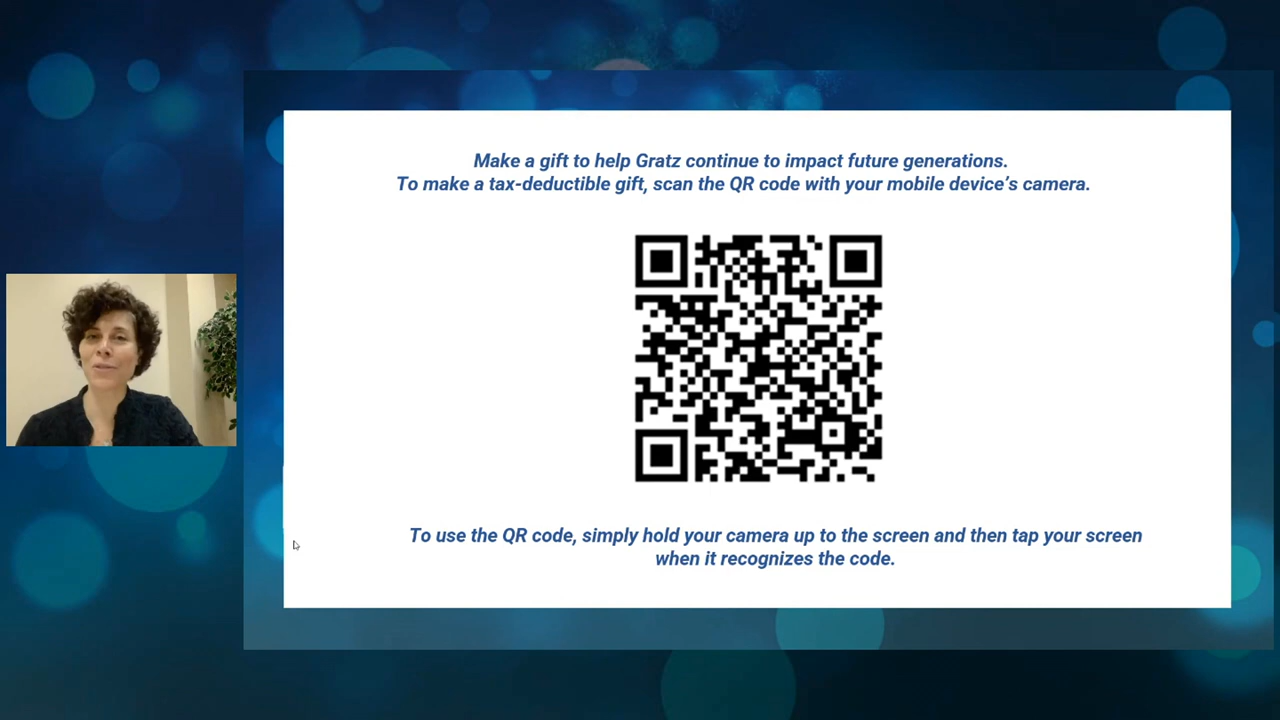 Make a gift to help Gratz continue to impact future generations.
To make a tax-deductible gift, scan the QR code with your mobile device’s camera.
To use the QR code, simply hold your camera up to the screen and then tap your screen
when it recognizes the code.